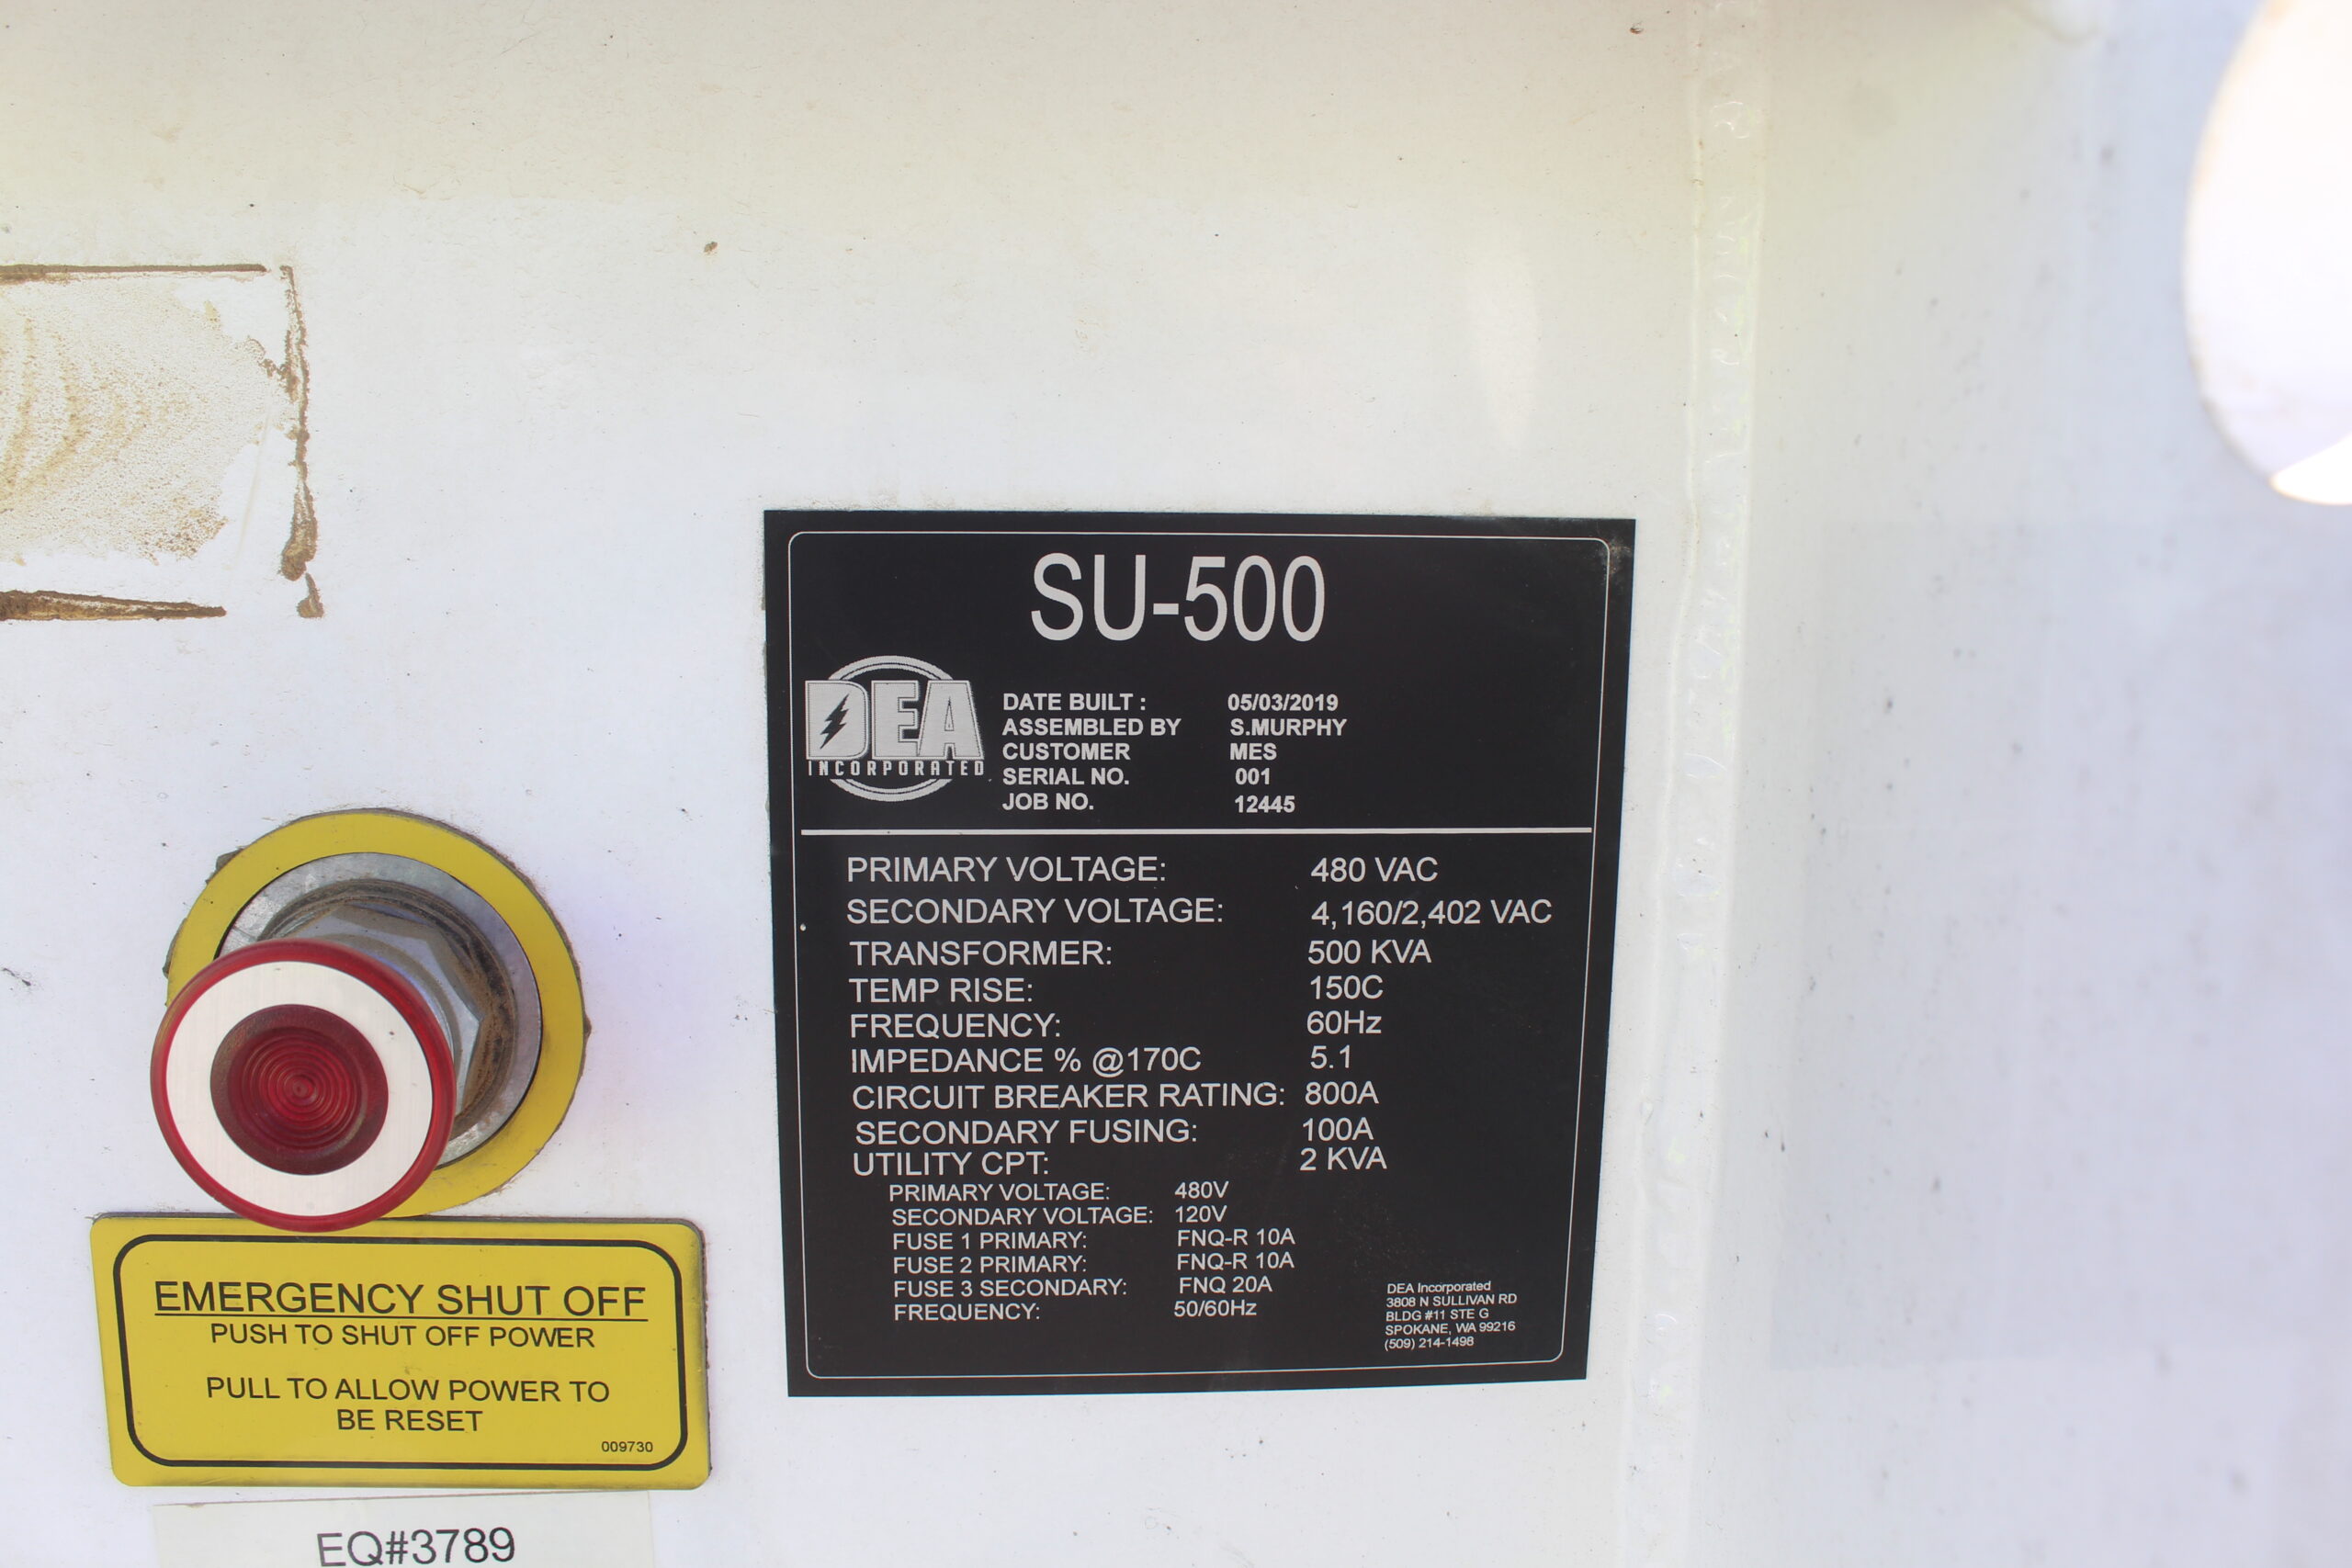 SU-500
DEA
INCORPORATED
DATE BUILT : 05/03/2019
ASSEMBLED BY S.MURPHY
CUSTOMER MES
SERIAL NO. 001
JOB NO. 12445
PRIMARY VOLTAGE: 480 VAC
SECONDARY VOLTAGE: 4,160/2,402 VAC
TRANSFORMER: 500 KVA
TEMP RISE: 150C
FREQUENCY: 60Hz
IMPEDANCE % @170C 5.1
CIRCUIT BREAKER RATING: 800A
SECONDARY FUSING: 100A
UTILITY CPT: 2 KVA
PRIMARY VOLTAGE: 480V
SECONDARY VOLTAGE: 120V
FUSE 1 PRIMARY: FNQ-R 10A
FUSE 2 PRIMARY: FNQ-R 10A
FUSE 3 SECONDARY: FNQ 20A
FREQUENCY: 50/60Hz
DEA Incorporated
3808 N SULLIVAN RD
BLDG #11 STE G
SPOKANE, WA 99216
(509) 214-1498
EMERGENCY SHUT OFF
PUSH TO SHUT OFF POWER
PULL TO ALLOW POWER TO
BE RESET
009730
EQ#3789